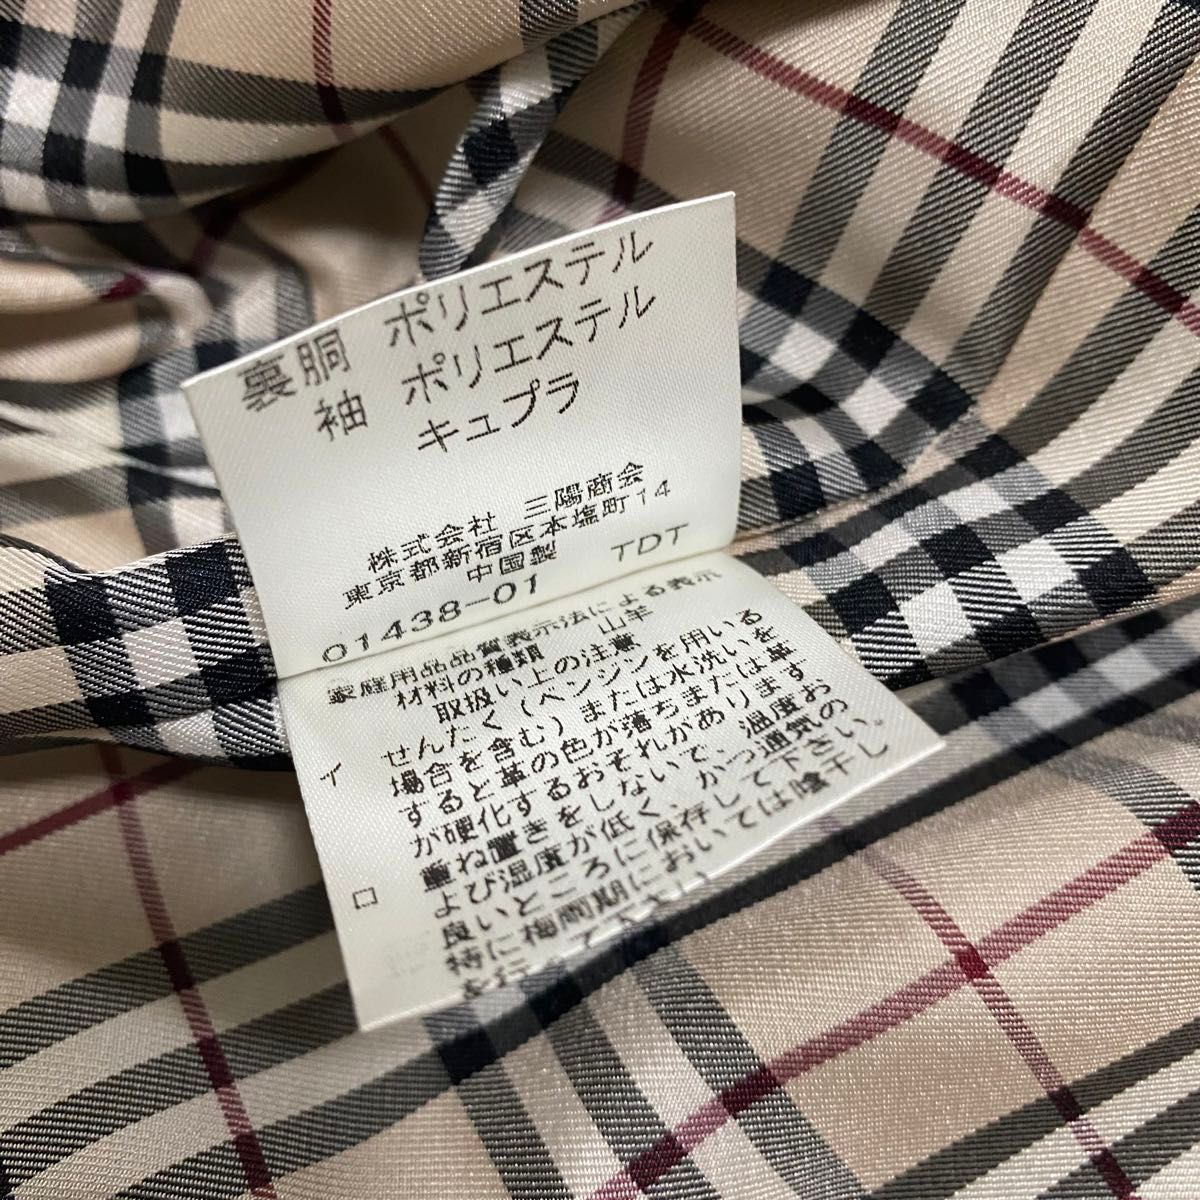 裏胴 ポリエステル
袖 ポリエステル
キュプラ
株式会社 三陽商会
東京都新宿区本塩町14
中国製
01438-01 TDT
家庭用品品質表示法による表示
材料の種類 山羊
取扱い上の注意
イ せんたく(ベンジンを用いる
場合を含む)または水洗いを
すると革の色が落ちまたは革
が硬化するおそれがあります
ロ 重ね置きをしないで、温度お
よび湿度が低く、かつ通気の
良いところに保存して下さい。
特に梅雨期においては陰干し
を行